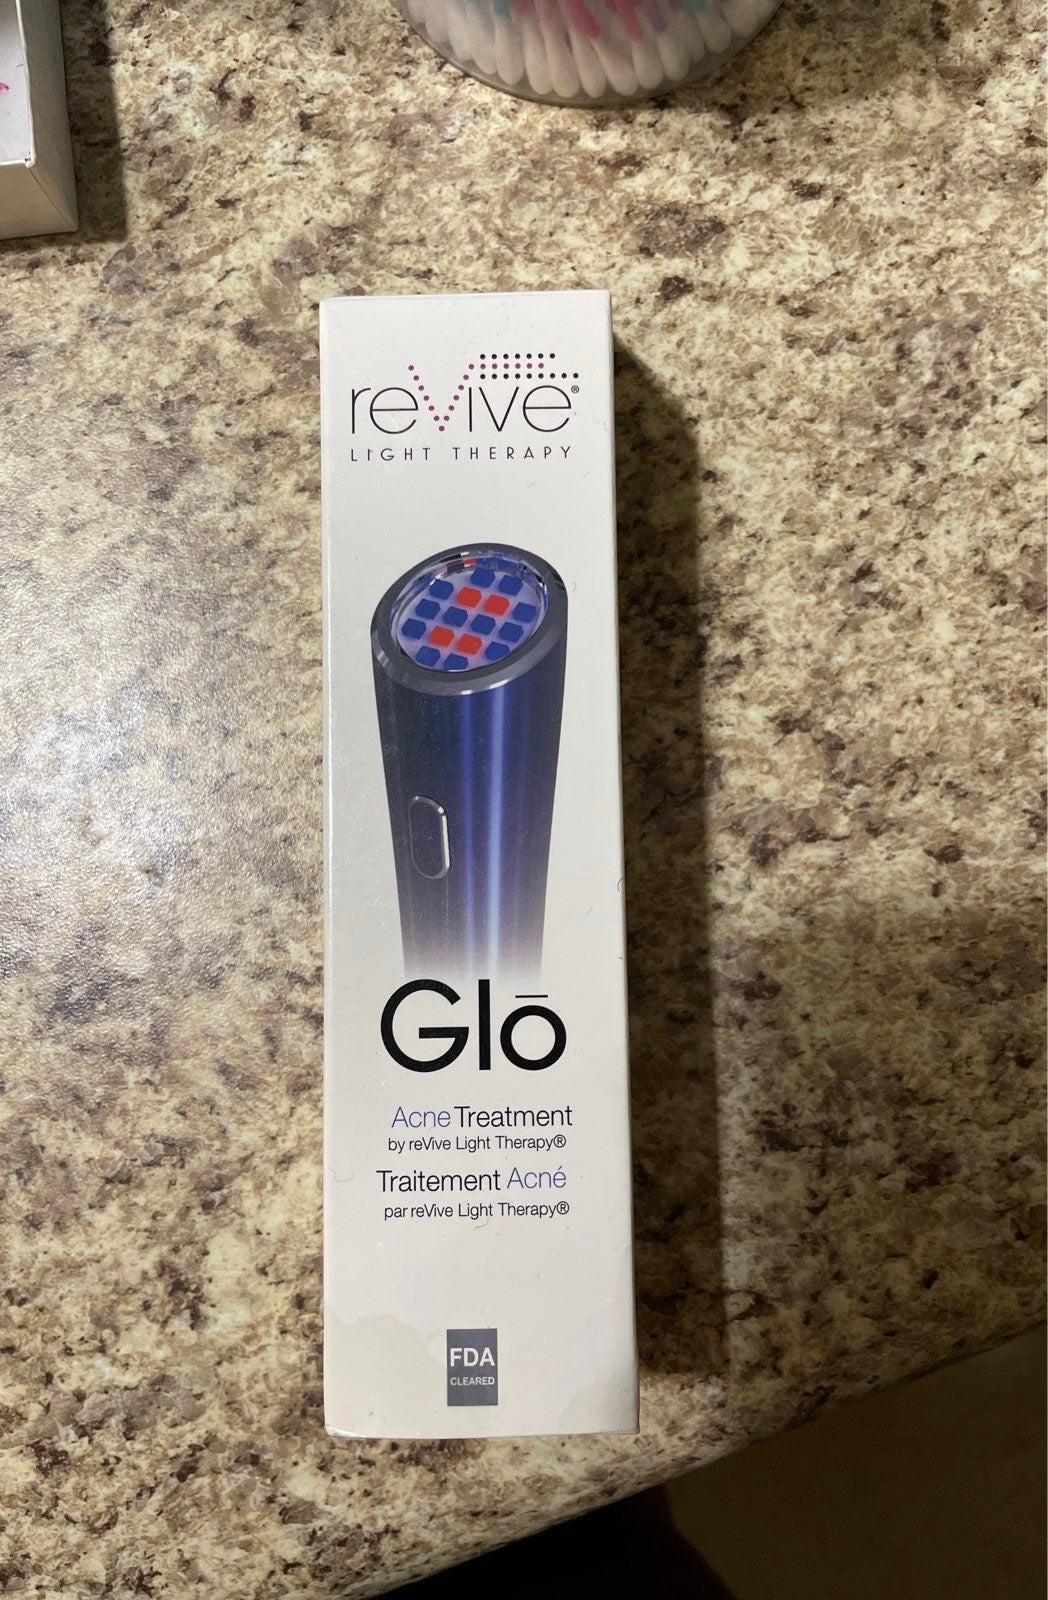 reVive®
LIGHT THERAPY
Glō
Acne Treatment
by reVive Light Therapy®
Traitement Acné
par reVive Light Therapy®
FDA
CLEARED